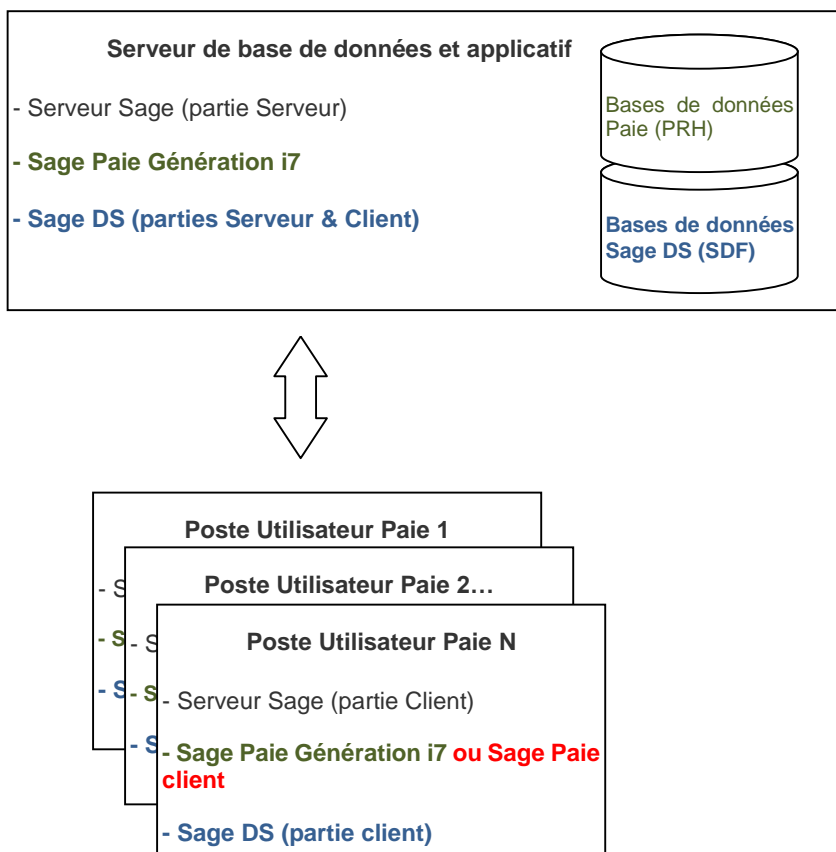 Serveur de base de données et applicatif
- Serveur Sage (partie Serveur)
- Sage Paie Génération i7
- Sage DS (parties Serveur & Client)
Bases de données
Paie (PRH)
Bases de données
Sage DS (SDF)
Poste Utilisateur Paie 1
- S
- S
- S
Poste Utilisateur Paie 2…
- S
- S
- S
Poste Utilisateur Paie N
- Serveur Sage (partie Client)
- Sage Paie Génération i7 ou Sage Paie
client
- Sage DS (partie client)